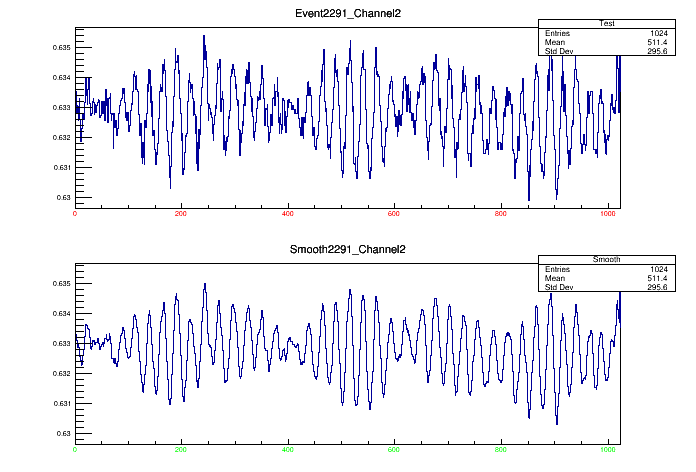 Event2291_Channel2
Test
Entries 1024
Mean 511.4
Std Dev 295.6
0.635
0.634
0.633
0.632
0.631
0.63
0 200 400 600 800 1000
Smooth2291_Channel2
Smooth
Entries 1024
Mean 511.4
Std Dev 295.6
0.635
0.634
0.633
0.632
0.631
0.63
0 200 400 600 800 1000